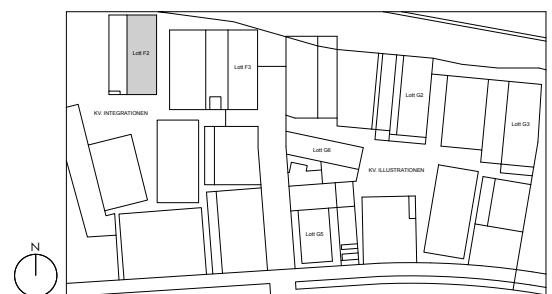 Lott F2
Lott F3
Lott G2
Lott G3
KV. INTEGRATIONEN
Lott G6
KV. ILLUSTRATIONEN
Lott G5
N